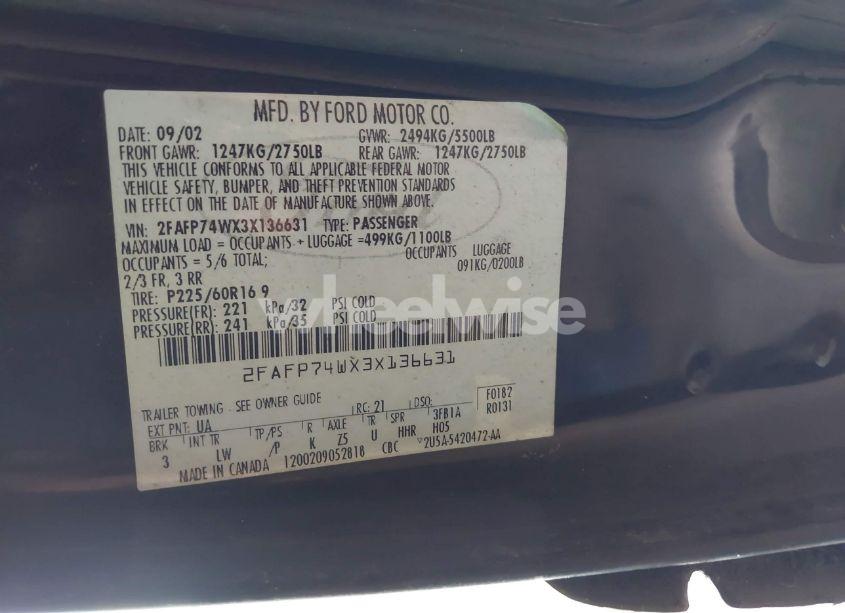 MFD. BY FORD MOTOR CO.
DATE: 09/02 GVWR: 2494KG/5500LB
FRONT GAWR: 1247KG/2750LB REAR GAWR: 1247KG/2750LB
THIS VEHICLE CONFORMS TO ALL APPLICABLE FEDERAL MOTOR
VEHICLE SAFETY, BUMPER, AND THEFT PREVENTION STANDARDS
IN EFFECT ON THE DATE OF MANUFACTURE SHOWN ABOVE.
VIN: 2FAFP74WX3X136631 TYPE: PASSENGER
MAXIMUM LOAD = OCCUPANTS + LUGGAGE =499KG/1100LB
OCCUPANTS = 5/6 TOTAL; OCCUPANTS LUGGAGE
2/3 FR, 3 RR 091KG/0200LB
TIRE: P225/60R16 9
PRESSURE(FR): 221 kPa/32 PSI COLD
PRESSURE(RR): 241 kPa/35 PSI COLD
wheelwise
2FAFP74WX3X136631
TRAILER TOWING - SEE OWNER GUIDE
EXT PNT: UA RC: 21 DSO: F0182
BRK INT TR TP/PS R AXLE TR SPR 3FB1A R0131
3 LW /P K Z5 U HHR H05
MADE IN CANADA 1200209052818 CBC 2U5A-5420472-AA